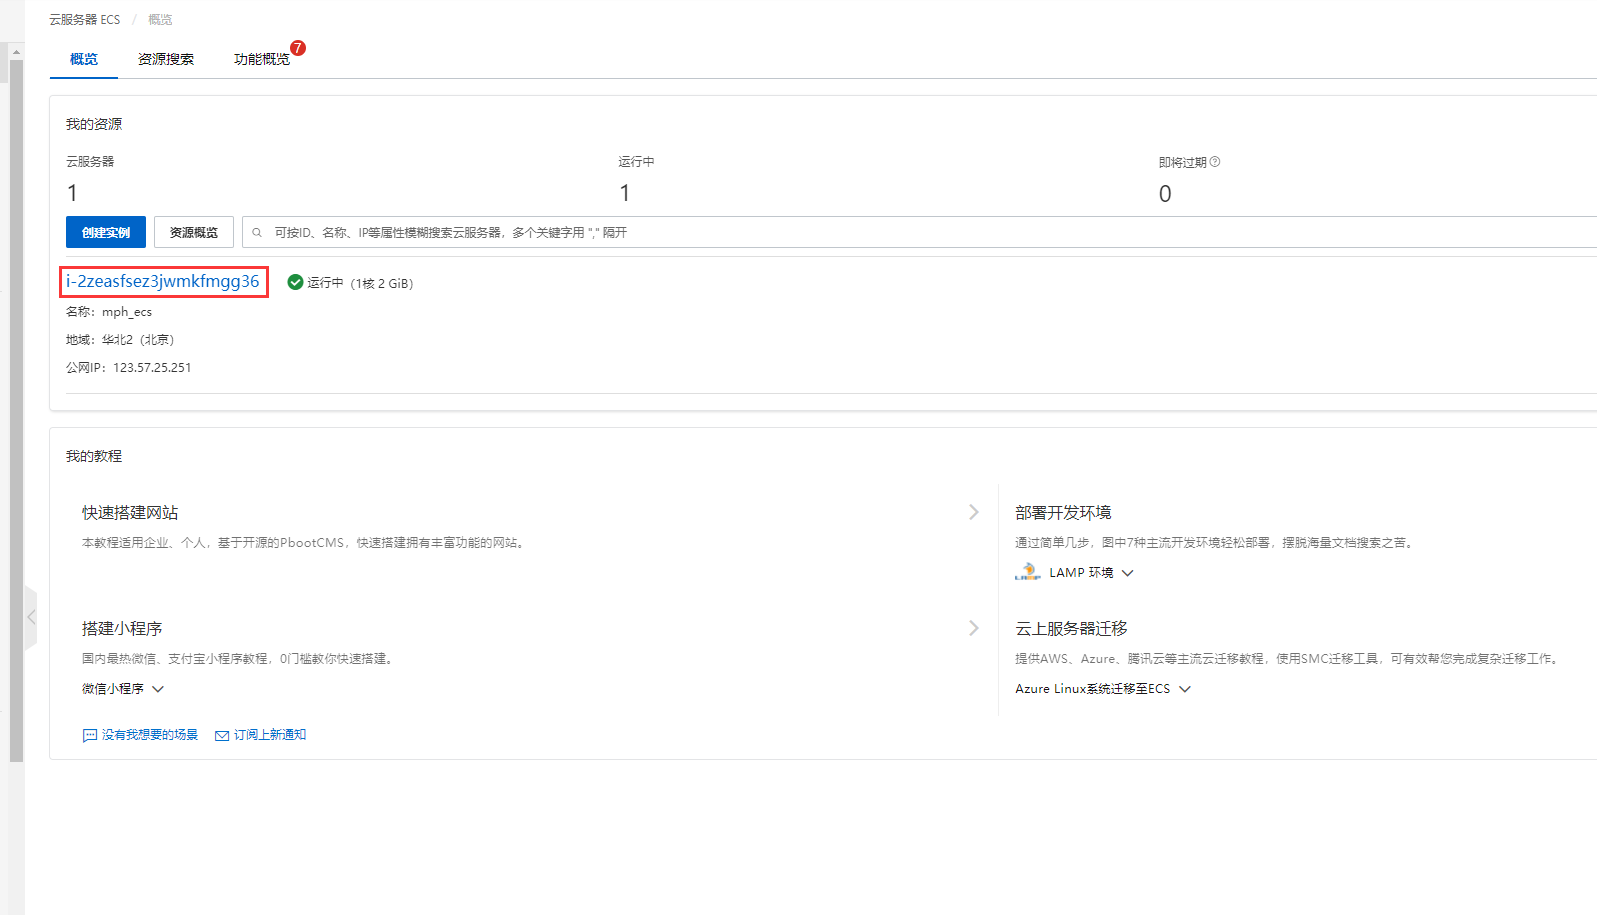 云服务器 ECS / 概览
概览 资源搜索 功能概览 7
我的资源
云服务器 运行中 即将过期
1 1 0
创建实例 资源概览 可按ID、名称、IP等属性模糊搜索云服务器，多个关键字用 "," 隔开
i-2zeasfsez3jwmkfmgg36 运行中 (1核 2 GiB)
名称：mph_ecs
地域：华北2（北京）
公网IP：123.57.25.251
我的教程
快速搭建网站
本教程适用企业、个人，基于开源的PbootCMS，快速搭建拥有丰富功能的网站。
部署开发环境
通过简单几步，图中7种主流开发环境轻松部署，摆脱海量文档搜索之苦。
LAMP LAMP 环境
搭建小程序
国内最热微信、支付宝小程序教程，0门槛教你快速搭建。
微信小程序
云上服务器迁移
提供AWS、Azure、腾讯云等主流云迁移教程，使用SMC迁移工具，可有效帮您完成复杂迁移工作。
Azure Linux系统迁移至ECS
没有我想要的场景 订阅上新通知